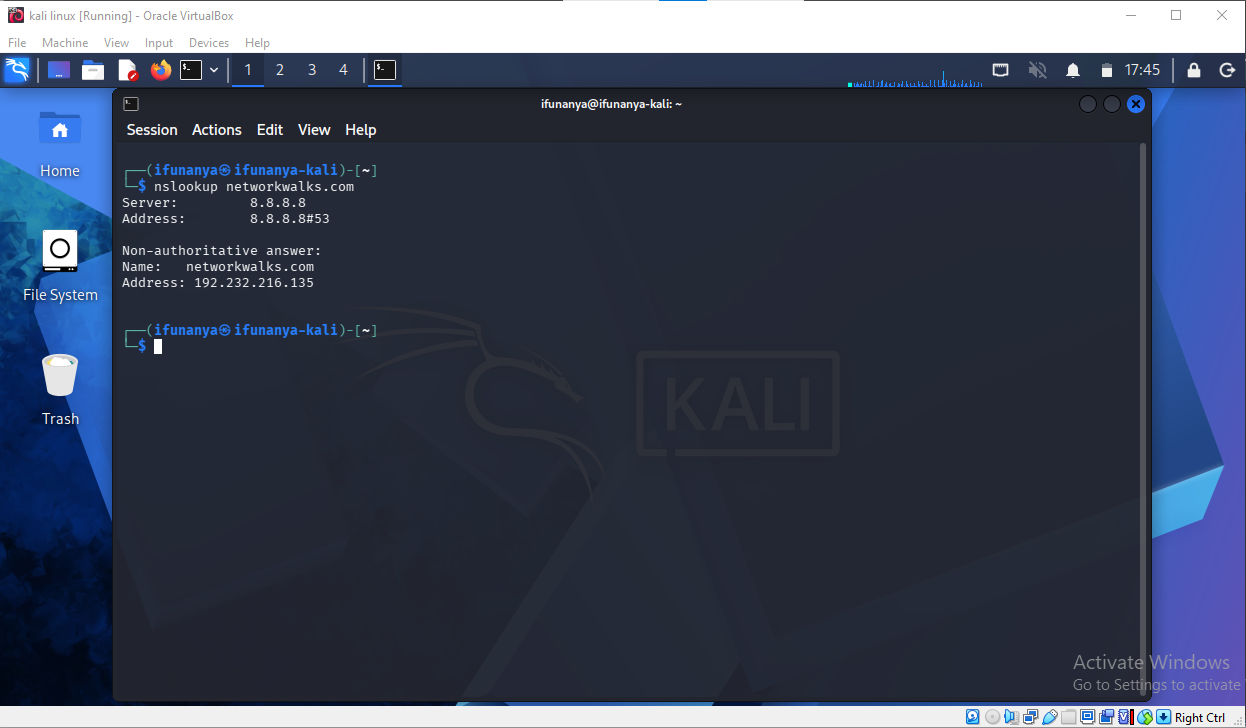 kali linux [Running] - Oracle VirtualBox
File Machine View Input Devices Help
1 2 3 4 17:45
ifunanya@ifunanya-kali: ~
Session Actions Edit View Help
Home
File System
Trash
┌──(ifunanya㉿ifunanya-kali)-[~]
└─$ nslookup networkwalks.com
Server:		8.8.8.8
Address:	8.8.8.8#53
Non-authoritative answer:
Name:	networkwalks.com
Address: 192.232.216.135
┌──(ifunanya㉿ifunanya-kali)-[~]
└─$
KALI
Activate Windows
Go to Settings to activate
Right Ctrl